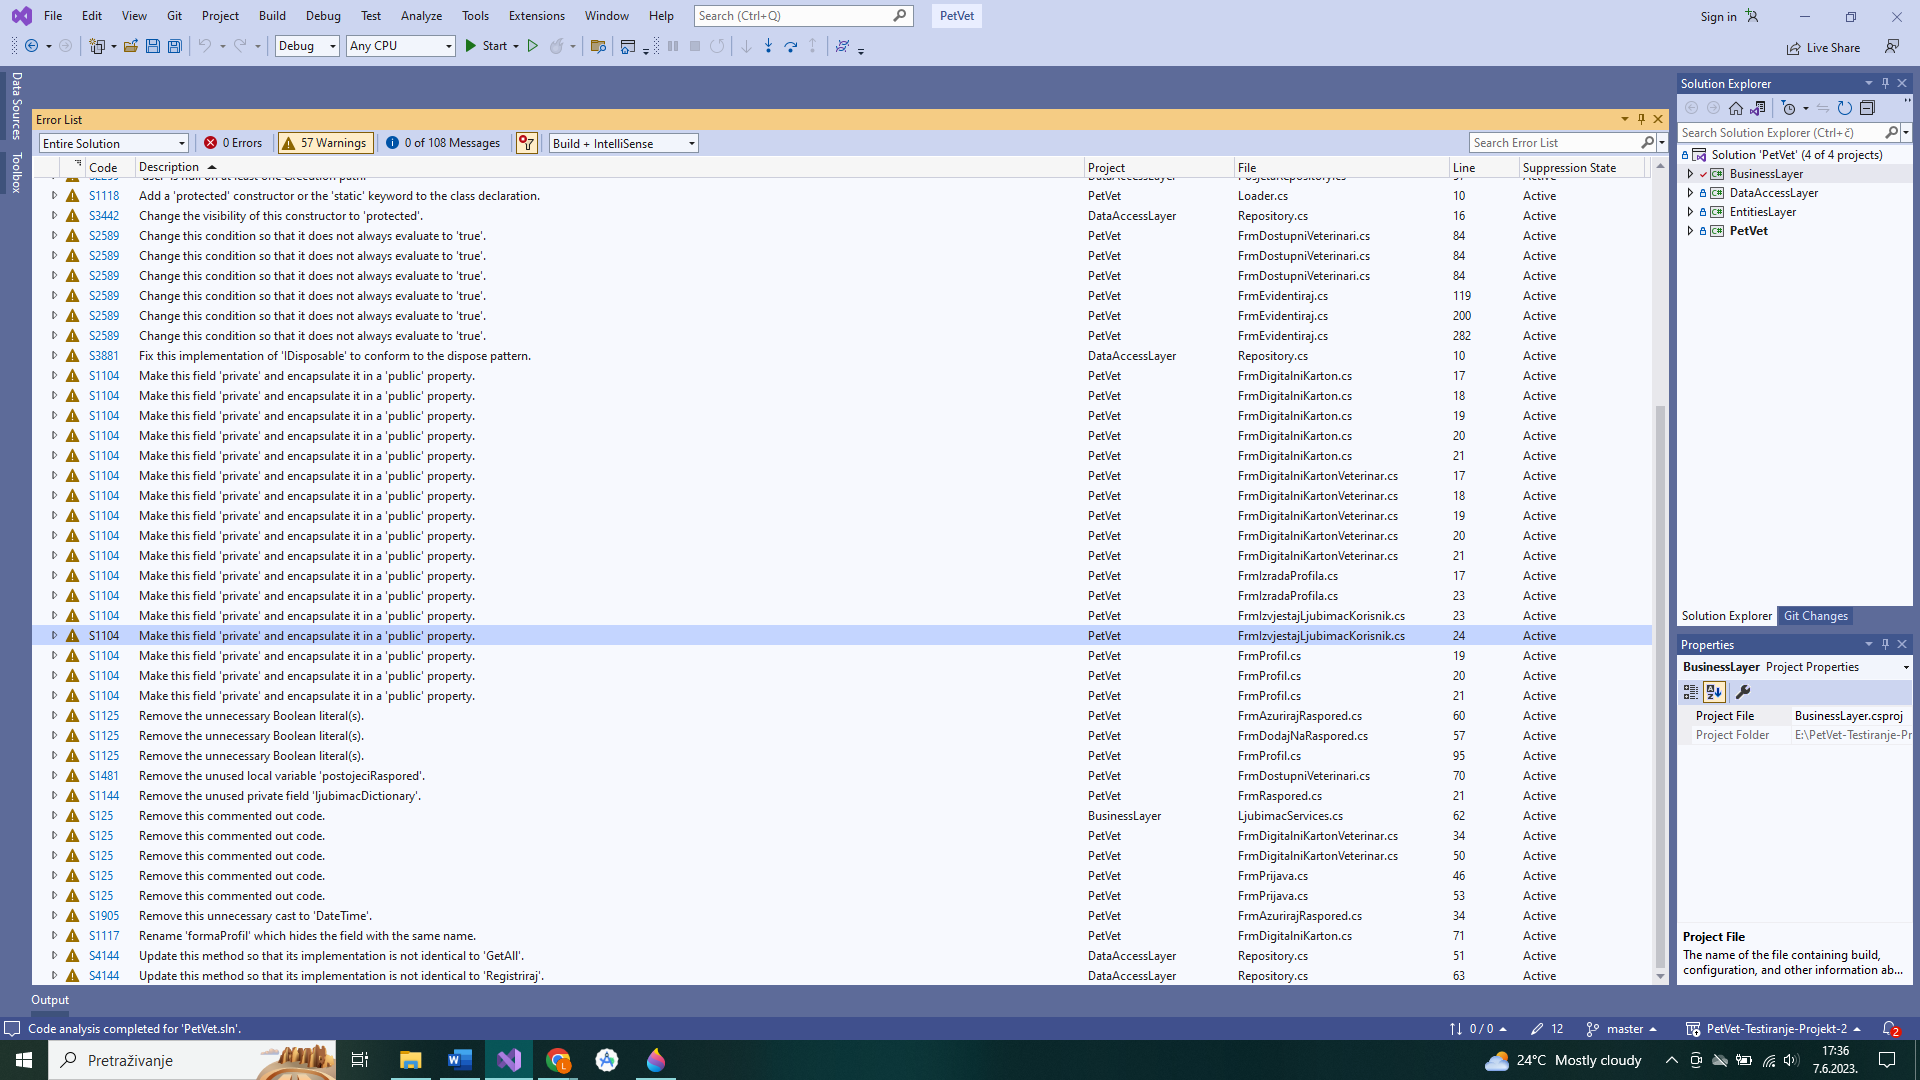 File Edit View Git Project Build Debug Test Analyze Tools Extensions Window Help Search (Ctrl+Q) PetVet Sign in
Debug Any CPU Start Live Share
Data Sources
Toolbox
Error List
Entire Solution 0 Errors 57 Warnings 0 of 108 Messages Build + IntelliSense Search Error List
Code Description Project File Line Suppression State
S1118 Add a 'protected' constructor or the 'static' keyword to the class declaration. PetVet Loader.cs 10 Active
S3442 Change the visibility of this constructor to 'protected'. DataAccessLayer Repository.cs 16 Active
S2589 Change this condition so that it does not always evaluate to 'true'. PetVet FrmDostupniVeterinari.cs 84 Active
S2589 Change this condition so that it does not always evaluate to 'true'. PetVet FrmDostupniVeterinari.cs 84 Active
S2589 Change this condition so that it does not always evaluate to 'true'. PetVet FrmDostupniVeterinari.cs 84 Active
S2589 Change this condition so that it does not always evaluate to 'true'. PetVet FrmEvidentiraj.cs 119 Active
S2589 Change this condition so that it does not always evaluate to 'true'. PetVet FrmEvidentiraj.cs 200 Active
S2589 Change this condition so that it does not always evaluate to 'true'. PetVet FrmEvidentiraj.cs 282 Active
S3881 Fix this implementation of 'IDisposable' to conform to the dispose pattern. DataAccessLayer Repository.cs 10 Active
S1104 Make this field 'private' and encapsulate it in a 'public' property. PetVet FrmDigitalniKarton.cs 17 Active
S1104 Make this field 'private' and encapsulate it in a 'public' property. PetVet FrmDigitalniKarton.cs 18 Active
S1104 Make this field 'private' and encapsulate it in a 'public' property. PetVet FrmDigitalniKarton.cs 19 Active
S1104 Make this field 'private' and encapsulate it in a 'public' property. PetVet FrmDigitalniKarton.cs 20 Active
S1104 Make this field 'private' and encapsulate it in a 'public' property. PetVet FrmDigitalniKarton.cs 21 Active
S1104 Make this field 'private' and encapsulate it in a 'public' property. PetVet FrmDigitalniKartonVeterinar.cs 17 Active
S1104 Make this field 'private' and encapsulate it in a 'public' property. PetVet FrmDigitalniKartonVeterinar.cs 18 Active
S1104 Make this field 'private' and encapsulate it in a 'public' property. PetVet FrmDigitalniKartonVeterinar.cs 19 Active
S1104 Make this field 'private' and encapsulate it in a 'public' property. PetVet FrmDigitalniKartonVeterinar.cs 20 Active
S1104 Make this field 'private' and encapsulate it in a 'public' property. PetVet FrmDigitalniKartonVeterinar.cs 21 Active
S1104 Make this field 'private' and encapsulate it in a 'public' property. PetVet FrmIzradaProfila.cs 17 Active
S1104 Make this field 'private' and encapsulate it in a 'public' property. PetVet FrmIzradaProfila.cs 23 Active
S1104 Make this field 'private' and encapsulate it in a 'public' property. PetVet FrmIzvjestajLjubimacKorisnik.cs 23 Active
S1104 Make this field 'private' and encapsulate it in a 'public' property. PetVet FrmIzvjestajLjubimacKorisnik.cs 24 Active
S1104 Make this field 'private' and encapsulate it in a 'public' property. PetVet FrmProfil.cs 19 Active
S1104 Make this field 'private' and encapsulate it in a 'public' property. PetVet FrmProfil.cs 20 Active
S1104 Make this field 'private' and encapsulate it in a 'public' property. PetVet FrmProfil.cs 21 Active
S1125 Remove the unnecessary Boolean literal(s). PetVet FrmAzurirajRaspored.cs 60 Active
S1125 Remove the unnecessary Boolean literal(s). PetVet FrmDodajNaRaspored.cs 57 Active
S1125 Remove the unnecessary Boolean literal(s). PetVet FrmProfil.cs 95 Active
S1481 Remove the unused local variable 'postojeciRaspored'. PetVet FrmDostupniVeterinari.cs 70 Active
S1144 Remove the unused private field 'ljubimacDictionary'. PetVet FrmRaspored.cs 21 Active
S125 Remove this commented out code. BusinessLayer LjubimacServices.cs 62 Active
S125 Remove this commented out code. PetVet FrmDigitalniKartonVeterinar.cs 34 Active
S125 Remove this commented out code. PetVet FrmDigitalniKartonVeterinar.cs 50 Active
S125 Remove this commented out code. PetVet FrmPrijava.cs 46 Active
S125 Remove this commented out code. PetVet FrmPrijava.cs 53 Active
S1905 Remove this unnecessary cast to 'DateTime'. PetVet FrmAzurirajRaspored.cs 34 Active
S1117 Rename 'formaProfil' which hides the field with the same name. PetVet FrmDigitalniKarton.cs 71 Active
S4144 Update this method so that its implementation is not identical to 'GetAll'. DataAccessLayer Repository.cs 51 Active
S4144 Update this method so that its implementation is not identical to 'Registriraj'. DataAccessLayer Repository.cs 63 Active
Solution Explorer
Search Solution Explorer (Ctrl+č)
Solution 'PetVet' (4 of 4 projects)
BusinessLayer
DataAccessLayer
EntitiesLayer
PetVet
Solution Explorer Git Changes
Properties
BusinessLayer Project Properties
Project File BusinessLayer.csproj
Project Folder E:\PetVet-Testiranje-Pr
Project File
The name of the file containing build,
configuration, and other information ab...
Output
Code analysis completed for 'PetVet.sln'. 0 / 0 12 master PetVet-Testiranje-Projekt-2 2
Pretraživanje 24°C Mostly cloudy 17:36
7.6.2023.